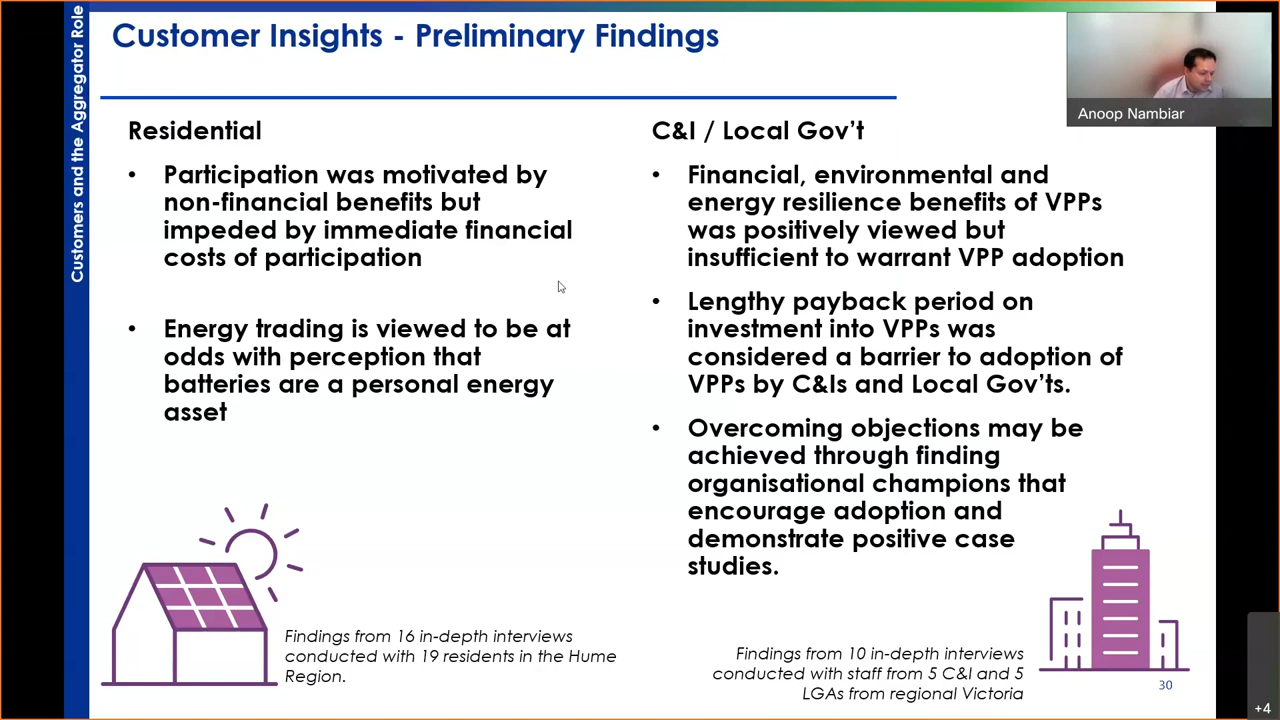 Customers and the Aggregator Role
Customer Insights - Preliminary Findings
Anoop Nambiar
Residential
• Participation was motivated by
non-financial benefits but
impeded by immediate financial
costs of participation
• Energy trading is viewed to be at
odds with perception that
batteries are a personal energy
asset
Findings from 16 in-depth interviews
conducted with 19 residents in the Hume
Region.
C&I / Local Gov’t
• Financial, environmental and
energy resilience benefits of VPPs
was positively viewed but
insufficient to warrant VPP adoption
• Lengthy payback period on
investment into VPPs was
considered a barrier to adoption of
VPPs by C&Is and Local Gov’ts.
• Overcoming objections may be
achieved through finding
organisational champions that
encourage adoption and
demonstrate positive case
studies.
Findings from 10 in-depth interviews
conducted with staff from 5 C&I and 5
LGAs from regional Victoria
30
+4